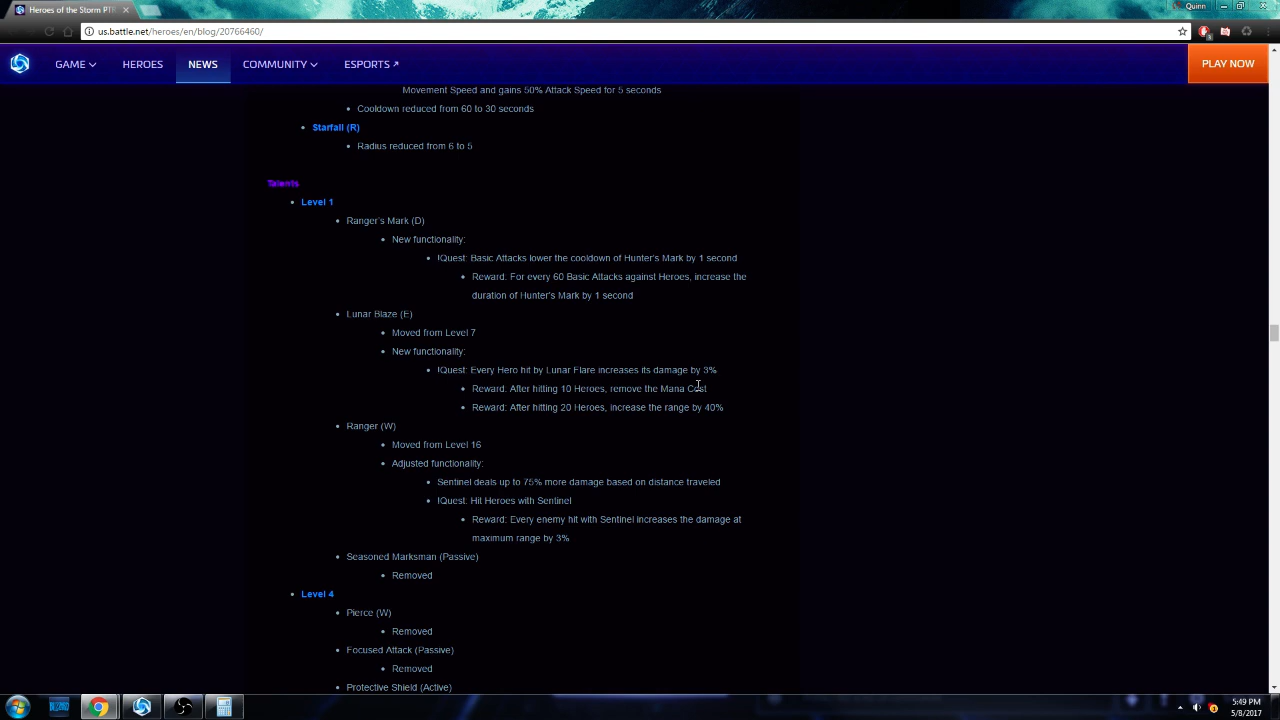 Heroes of the Storm PTR
Quinn
us.battle.net/heroes/en/blog/20766460/
GAME
HEROES
NEWS
COMMUNITY
ESPORTS
PLAY NOW
Movement Speed and gains 50% Attack Speed for 5 seconds
Cooldown reduced from 60 to 30 seconds
Starfall (R)
Radius reduced from 6 to 5
Talents
Level 1
Ranger's Mark (D)
New functionality:
!Quest: Basic Attacks lower the cooldown of Hunter's Mark by 1 second
Reward: For every 60 Basic Attacks against Heroes, increase the
duration of Hunter's Mark by 1 second
Lunar Blaze (E)
Moved from Level 7
New functionality:
!Quest: Every Hero hit by Lunar Flare increases its damage by 3%
Reward: After hitting 10 Heroes, remove the Mana Cost
Reward: After hitting 20 Heroes, increase the range by 40%
Ranger (W)
Moved from Level 16
Adjusted functionality:
Sentinel deals up to 75% more damage based on distance traveled
!Quest: Hit Heroes with Sentinel
Reward: Every enemy hit with Sentinel increases the damage at
maximum range by 3%
Seasoned Marksman (Passive)
Removed
Level 4
Pierce (W)
Removed
Focused Attack (Passive)
Removed
Protective Shield (Active)
5:49 PM
5/8/2017